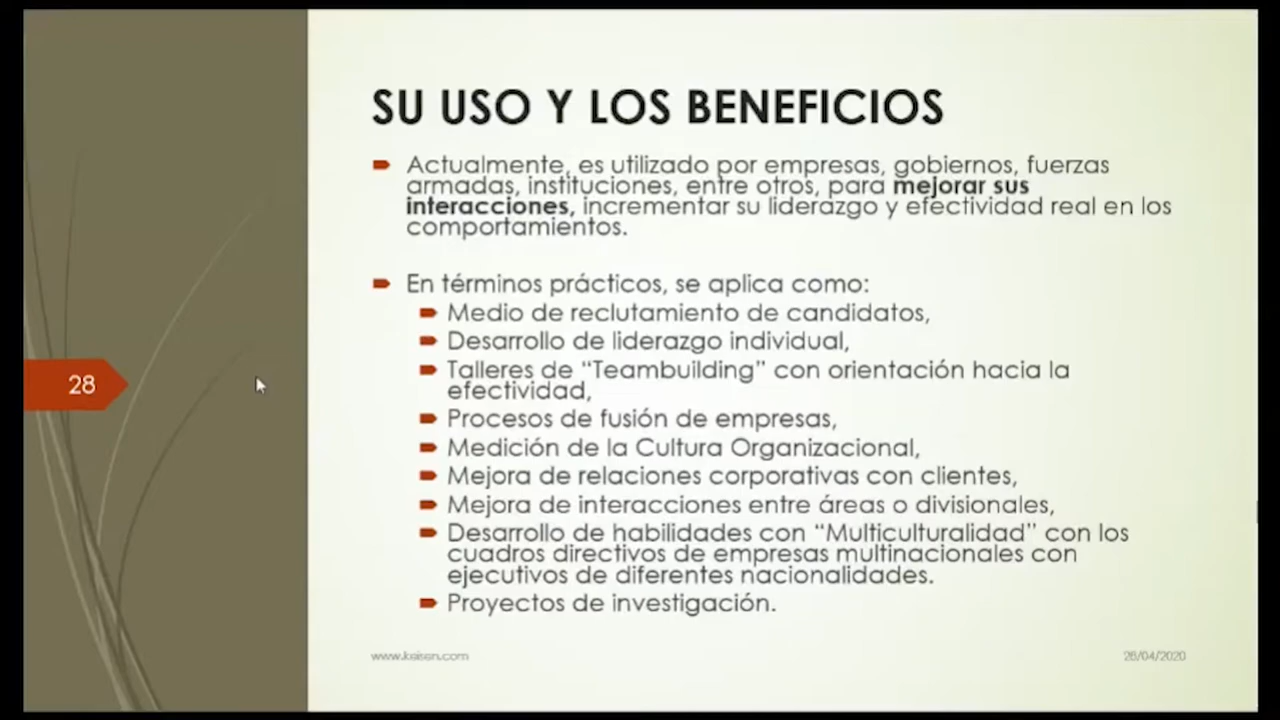 SU USO Y LOS BENEFICIOS
Actualmente, es utilizado por empresas, gobiernos, fuerzas
armadas, instituciones, entre otros, para mejorar sus
interacciones, incrementar su liderazgo y efectividad real en los
comportamientos.
En términos prácticos, se aplica como:
Medio de reclutamiento de candidatos,
Desarrollo de liderazgo individual,
Talleres de “Teambuilding” con orientación hacia la
efectividad,
28
Procesos de fusión de empresas,
Medición de la Cultura Organizacional,
Mejora de relaciones corporativas con clientes,
Mejora de interacciones entre áreas o divisionales,
Desarrollo de habilidades con “Multiculturalidad” con los
cuadros directivos de empresas multinacionales con
ejecutivos de diferentes nacionalidades.
Proyectos de investigación.